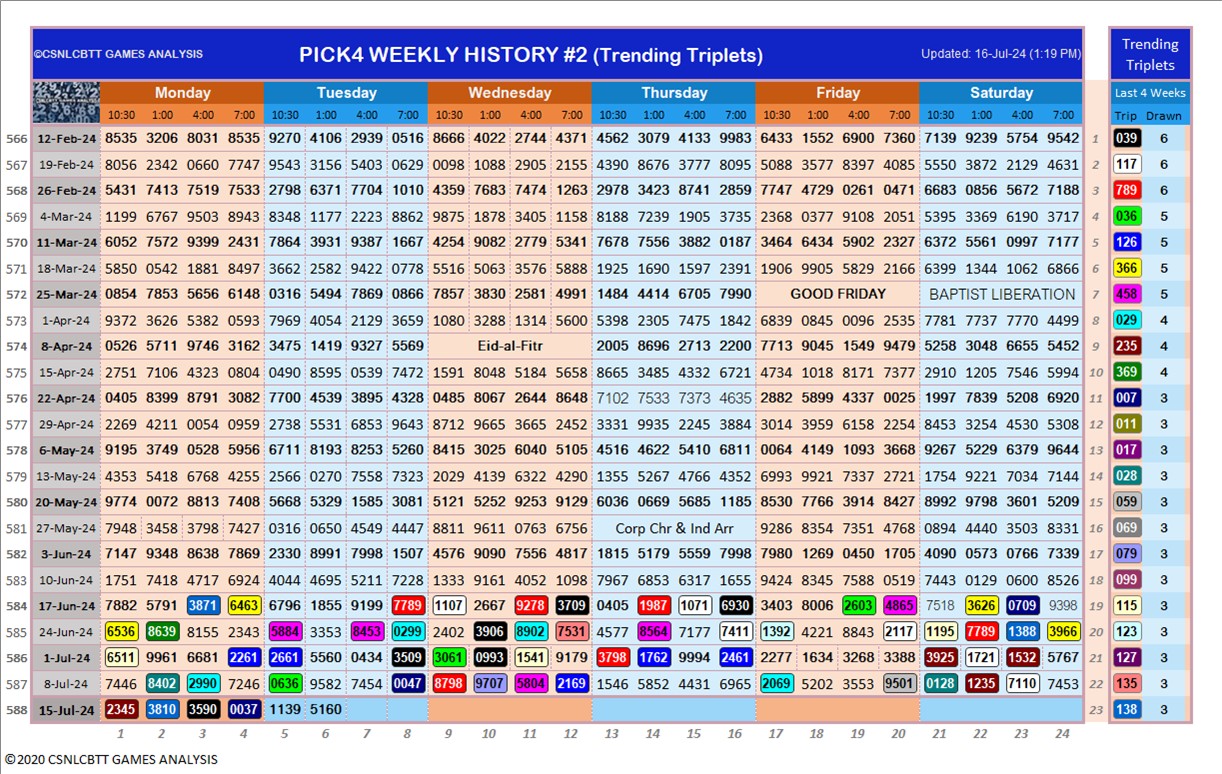 ©CSNLCBTT GAMES ANALYSIS PICK4 WEEKLY HISTORY #2 (Trending Triplets) Updated: 16-Jul-24 (1:19 PM)
Trending
Triplets
Monday Tuesday Wednesday Thursday Friday Saturday Last 4 Weeks
10:30 1:00 4:00 7:00 10:30 1:00 4:00 7:00 10:30 1:00 4:00 7:00 10:30 1:00 4:00 7:00 10:30 1:00 4:00 7:00 10:30 1:00 4:00 7:00 Trip Drawn
566 12-Feb-24 8535 3206 8031 8535 9270 4106 2939 0516 8666 4022 2744 4371 4562 3079 4133 9983 6433 1552 6900 7360 7139 9239 5754 9542 1 039 6
567 19-Feb-24 8056 2342 0660 7747 9543 3156 5403 0629 0098 1088 2905 2155 4390 8676 3777 8095 5088 3577 8397 4085 5550 3872 2129 4631 2 117 6
568 26-Feb-24 5431 7413 7519 7533 2798 6371 7704 1010 4359 7683 7474 1263 2978 3423 8741 2859 7747 4729 0261 0471 6683 0856 5672 7188 3 789 6
569 4-Mar-24 1199 6767 9503 8943 8348 1177 2223 8862 9875 1878 3405 1158 8188 7239 1905 3735 2368 0377 9108 2051 5395 3369 6190 3717 4 036 5
570 11-Mar-24 6052 7572 9399 2431 7864 3931 9387 1667 4254 9082 2779 5341 7678 7556 3882 0187 3464 6434 5902 2327 6372 5561 0997 7177 5 126 5
571 18-Mar-24 5850 0542 1881 8497 3662 2582 9422 0778 5516 5063 3576 5888 1925 1690 1597 2391 1906 9905 5829 2166 6399 1344 1062 6866 6 366 5
572 25-Mar-24 0854 7853 5656 6148 0316 5494 7869 0866 0857 3830 2581 4991 1484 4414 6705 7990 GOOD FRIDAY BAPTIST LIBERATION 7 458 5
573 1-Apr-24 9372 3626 5382 0593 7969 4054 2129 3659 1080 3288 1314 5600 5398 2305 7475 1842 6839 0845 0096 2535 7781 7737 7770 4499 8 029 4
574 8-Apr-24 0526 5711 9746 3162 3475 1419 9327 5569 Eid-al-Fitr 2005 8696 2713 2200 7713 9045 1549 9479 5258 3048 6655 5452 9 235 4
575 15-Apr-24 2751 7106 4323 0804 0490 8595 0539 7472 1591 8048 5184 5658 8665 3485 4332 6721 4734 1018 8171 7377 2910 1205 7546 5994 10 369 4
576 22-Apr-24 0405 8399 8791 3082 7700 4539 3895 4328 0485 8067 2644 8648 7102 7533 7373 4635 2882 5899 4337 0025 1997 7839 5208 6920 11 007 3
577 29-Apr-24 2269 4211 0054 0959 2738 5531 6853 9643 8712 9665 3665 2452 3331 9935 2245 3884 3014 3959 6158 2254 8453 3254 4530 5308 12 011 3
578 6-May-24 9195 3749 0528 5956 6711 8193 8253 5260 8415 3025 6040 5105 4516 4622 5410 6811 0064 4149 1093 3668 9267 5229 6379 9644 13 017 3
579 13-May-24 4353 5418 6768 4255 2566 0270 7558 7323 5029 4139 6322 4290 1355 5267 4766 4352 6993 9921 7337 2721 1754 9221 7034 7144 14 028 3
580 20-May-24 9774 0072 8813 7408 5668 5329 1585 3081 5121 5252 9253 9129 6036 0669 5685 1185 8530 7766 3914 8427 8992 9798 3601 5209 15 059 3
581 27-May-24 7948 3458 3798 7427 0316 0650 4549 4447 8811 9611 0763 6756 Corp Chr & Ind Arr 9286 8354 7351 4768 0894 4440 3503 8331 16 069 3
582 3-Jun-24 7147 9348 8638 7869 2330 8991 7998 1507 4576 9090 7556 4817 1815 5179 5559 7998 7980 1269 0450 1705 4090 0573 0766 7339 17 079 3
583 10-Jun-24 1751 7418 4717 6924 4044 4695 5211 7228 1333 9161 4052 1098 7967 6853 6317 1655 9424 8345 7588 0519 7443 0129 0600 8526 18 099 3
584 17-Jun-24 7882 5791 3871 6463 6796 1855 9199 7789 1107 2667 9278 3709 0405 1987 1071 6930 3403 8006 2603 4865 7518 3626 0709 9398 19 115 3
585 24-Jun-24 6536 8639 8155 2343 5884 3353 8453 0299 2402 3906 8902 7531 4577 8564 7177 7411 1392 4221 8843 2117 1195 7789 1388 3966 20 123 3
586 1-Jul-24 6511 9961 6681 2261 2661 5560 0434 3509 3061 0993 1541 9179 3798 1762 9994 2461 2277 1634 3268 3388 3925 1721 1532 5767 21 127 3
587 8-Jul-24 7446 8402 2990 7246 0636 9582 7454 0047 8798 9707 5804 2169 1546 5852 4431 5665 2069 5202 3553 9501 0128 1235 7110 7453 22 135 3
588 15-Jul-24 2345 3810 3590 0037 1139 5160 23 138 3
1 2 3 4 5 6 7 8 9 10 11 12 13 14 15 16 17 18 19 20 21 22 23 24
©2020 CSNLCBTT GAMES ANALYSIS